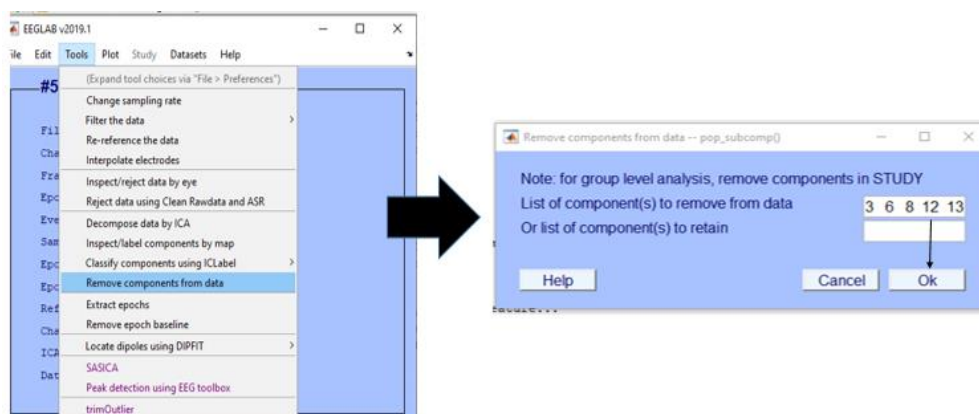 EEGLAB v2019.1
ile Edit Tools Plot Study Datasets Help
#5
(Expand tool choices via "File > Preferences")
Change sampling rate
Filter the data
Re-reference the data
Interpolate electrodes
Inspect/reject data by eye
Reject data using Clean Rawdata and ASR
Decompose data by ICA
Inspect/label components by map
Classify components using ICLabel
Remove components from data
Extract epochs
Remove epoch baseline
Locate dipoles using DIPFIT
SASICA
Peak detection using EEG toolbox
trimOutlier
Fil
Cha
Fra
Epc
Eve
Sam
Epc
Epc
Ref
Cha
ICA
Dat
Remove components from data -- pop_subcomp()
Note: for group level analysis, remove components in STUDY
List of component(s) to remove from data
3 6 8 12 13
Or list of component(s) to retain
Help
Cancel
Ok